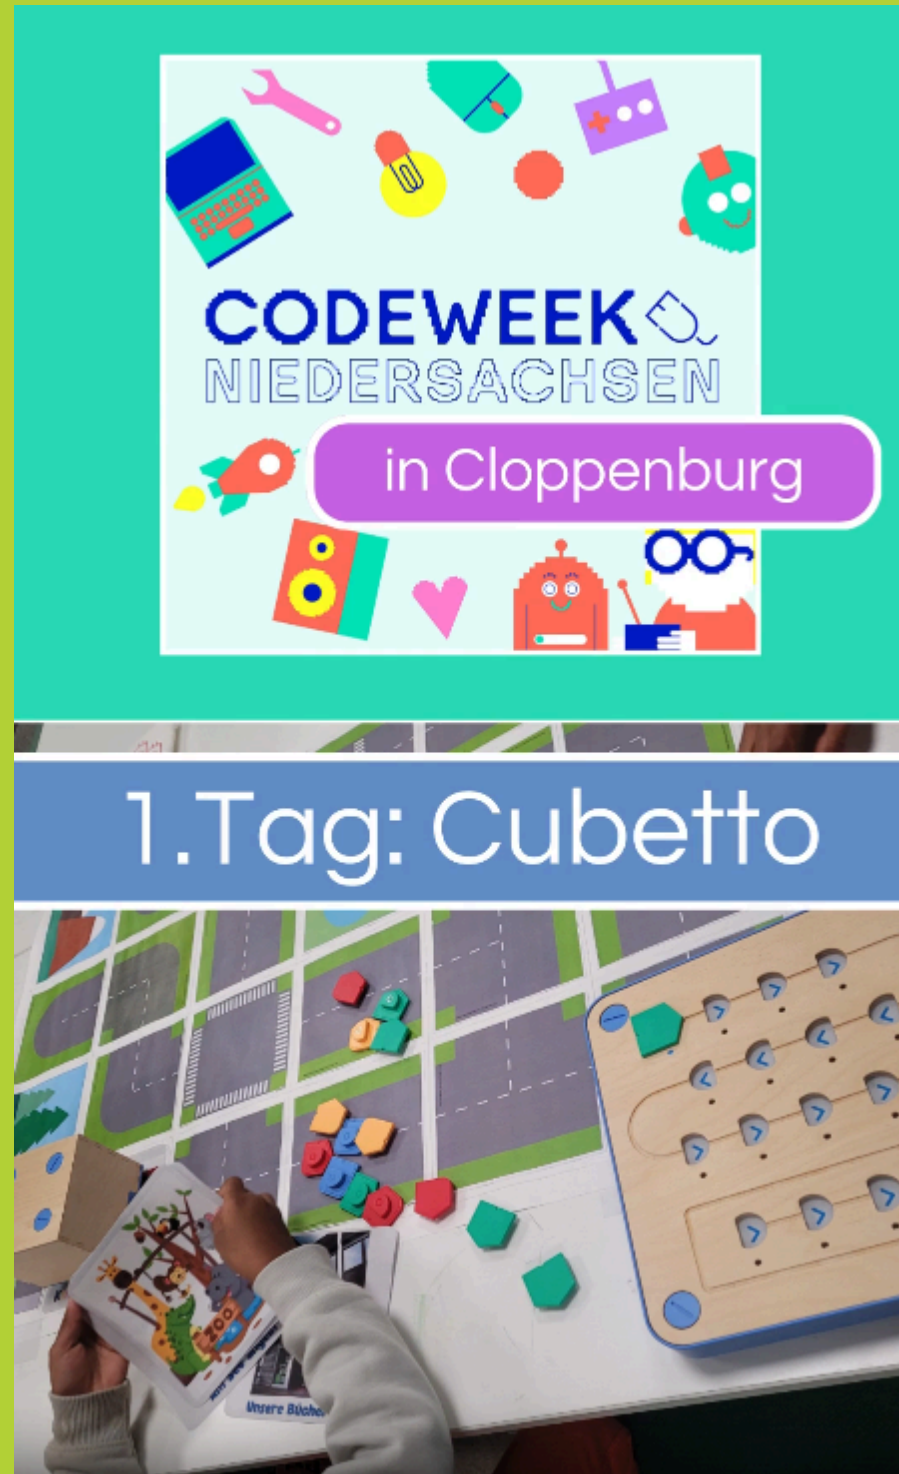 CODEWEEK
NIEDERSACHSEN
in Cloppenburg
1.Tag: Cubetto
ZOO
Unsere Büche